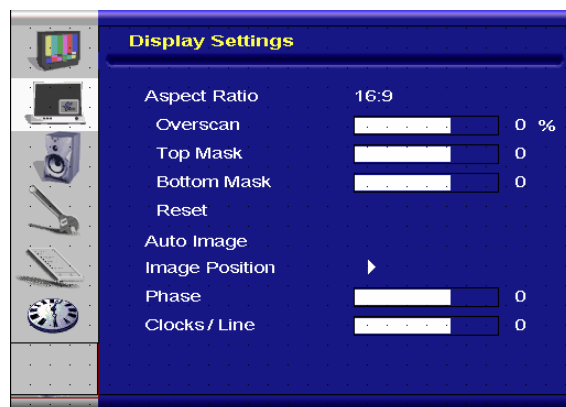 Display Settings
Aspect Ratio 16:9
Overscan 0 %
Top Mask 0
Bottom Mask 0
Reset
Auto Image
Image Position
Phase 0
Clocks / Line 0